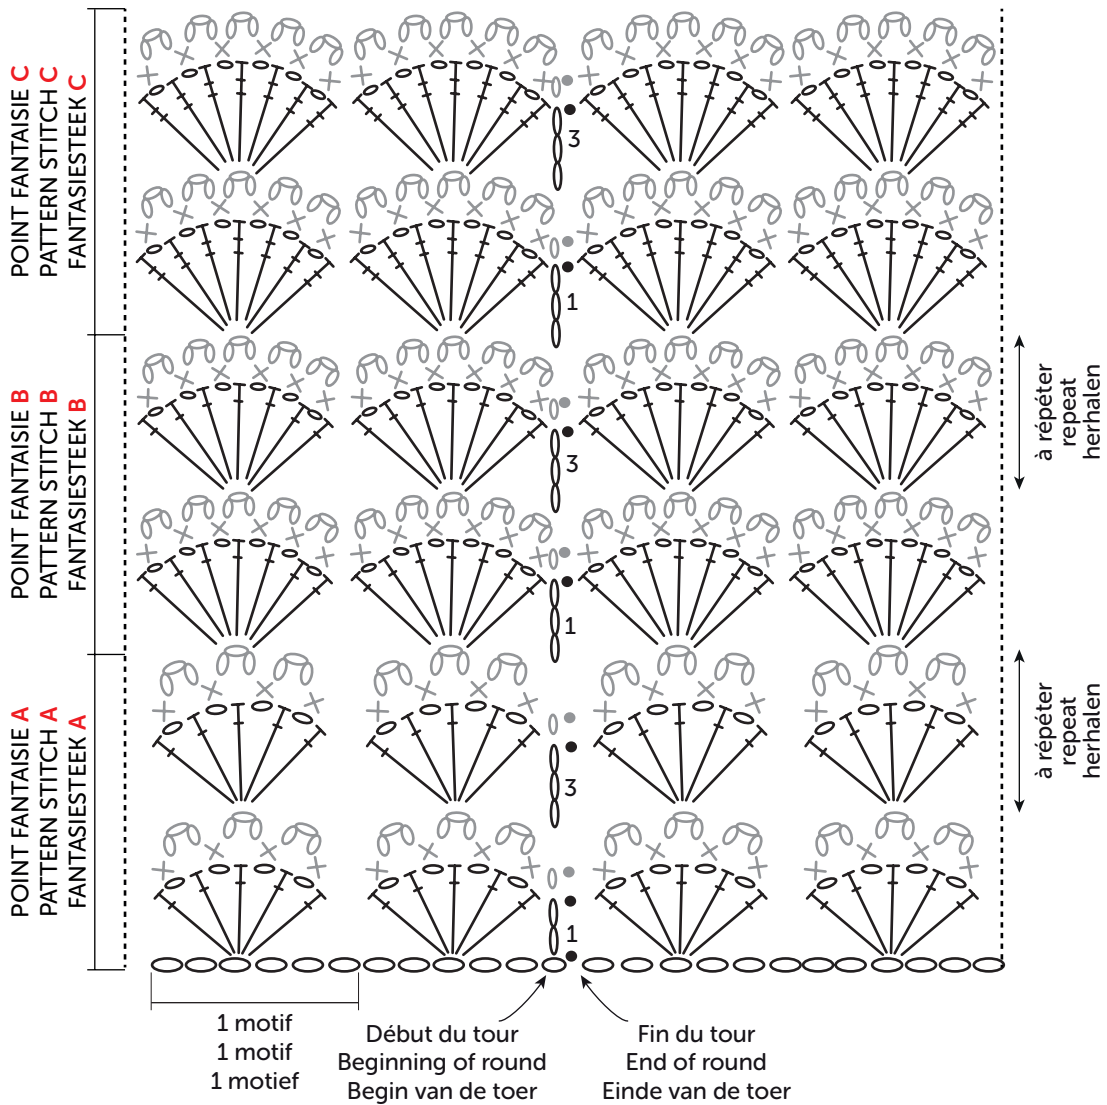 POINT FANTAISIE C
PATTERN STITCH C
FANTASIESTEEK C
3
1
POINT FANTAISIE B
PATTERN STITCH B
FANTASIESTEEK B
3
1
à répéter
repeat
herhalen
POINT FANTAISIE A
PATTERN STITCH A
FANTASIESTEEK A
3
1
à répéter
repeat
herhalen
1 motif
1 motif
1 motief
Début du tour
Beginning of round
Begin van de toer
Fin du tour
End of round
Einde van de toer